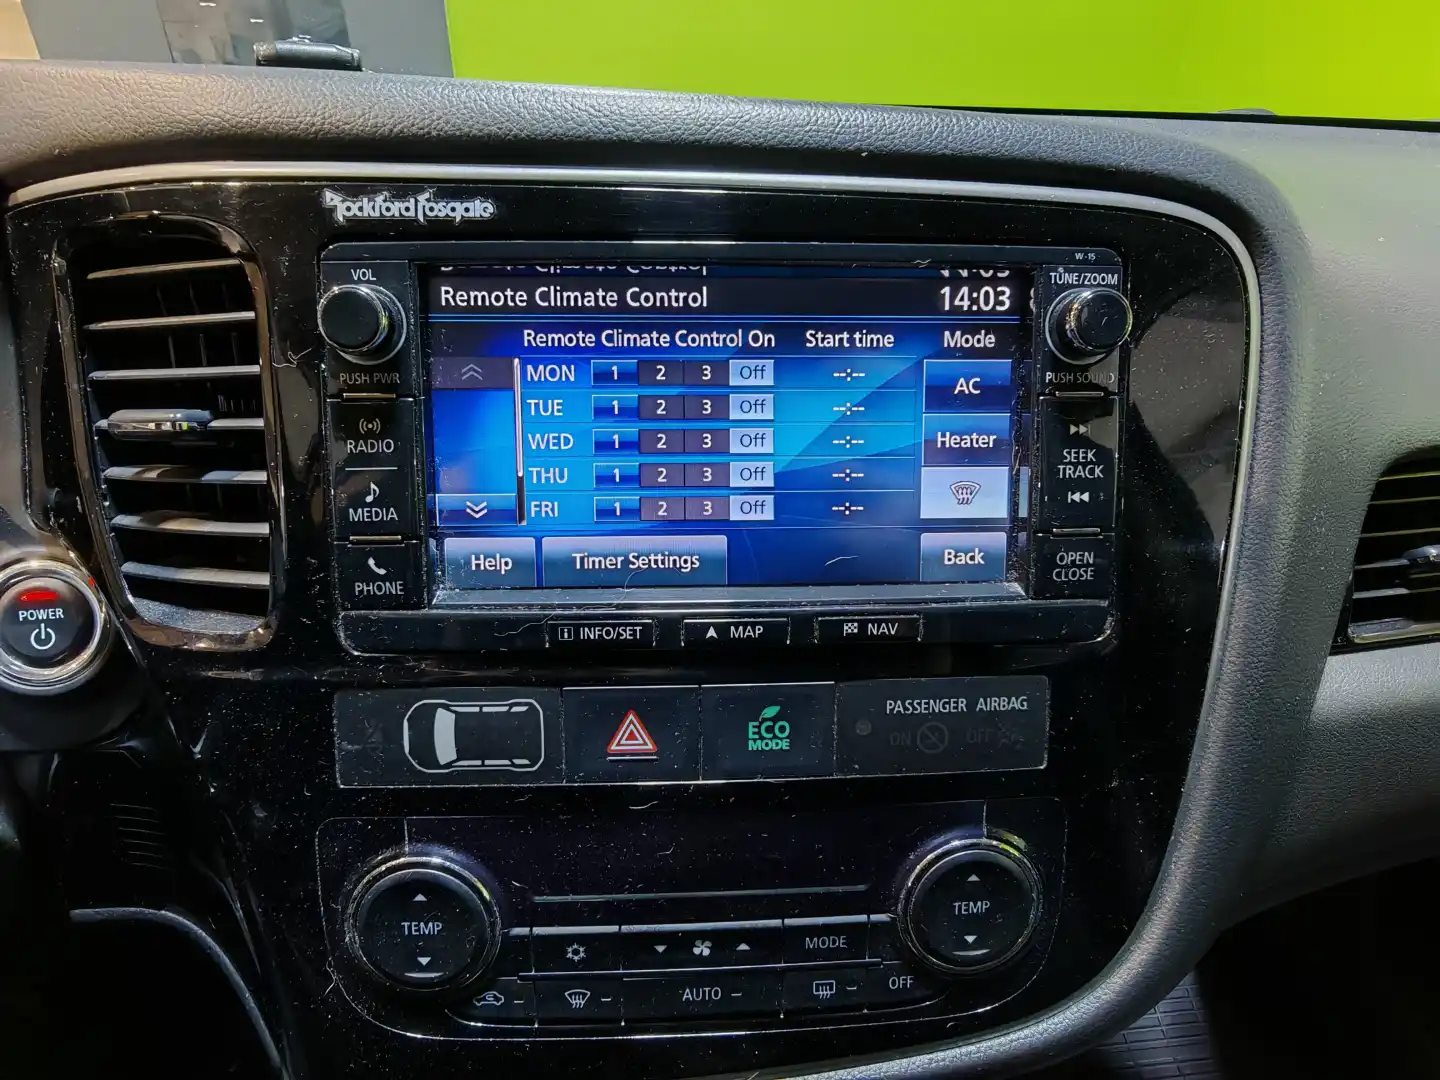 Rockford Fosgate
W-15
VOL
PUSH PWR
RADIO
MEDIA
PHONE
Remote Climate Control 14:03
Remote Climate Control On Start time Mode
MON 1 2 3 Off --:--
TUE 1 2 3 Off --:--
WED 1 2 3 Off --:--
THU 1 2 3 Off --:--
FRI 1 2 3 Off --:--
AC
Heater
Help Timer Settings Back
TUNE/ZOOM
PUSH SOUND
SEEK
TRACK
OPEN
CLOSE
INFO/SET MAP NAV
POWER
ECO
MODE
PASSENGER AIRBAG
ON OFF
TEMP
MODE
TEMP
AUTO
OFF